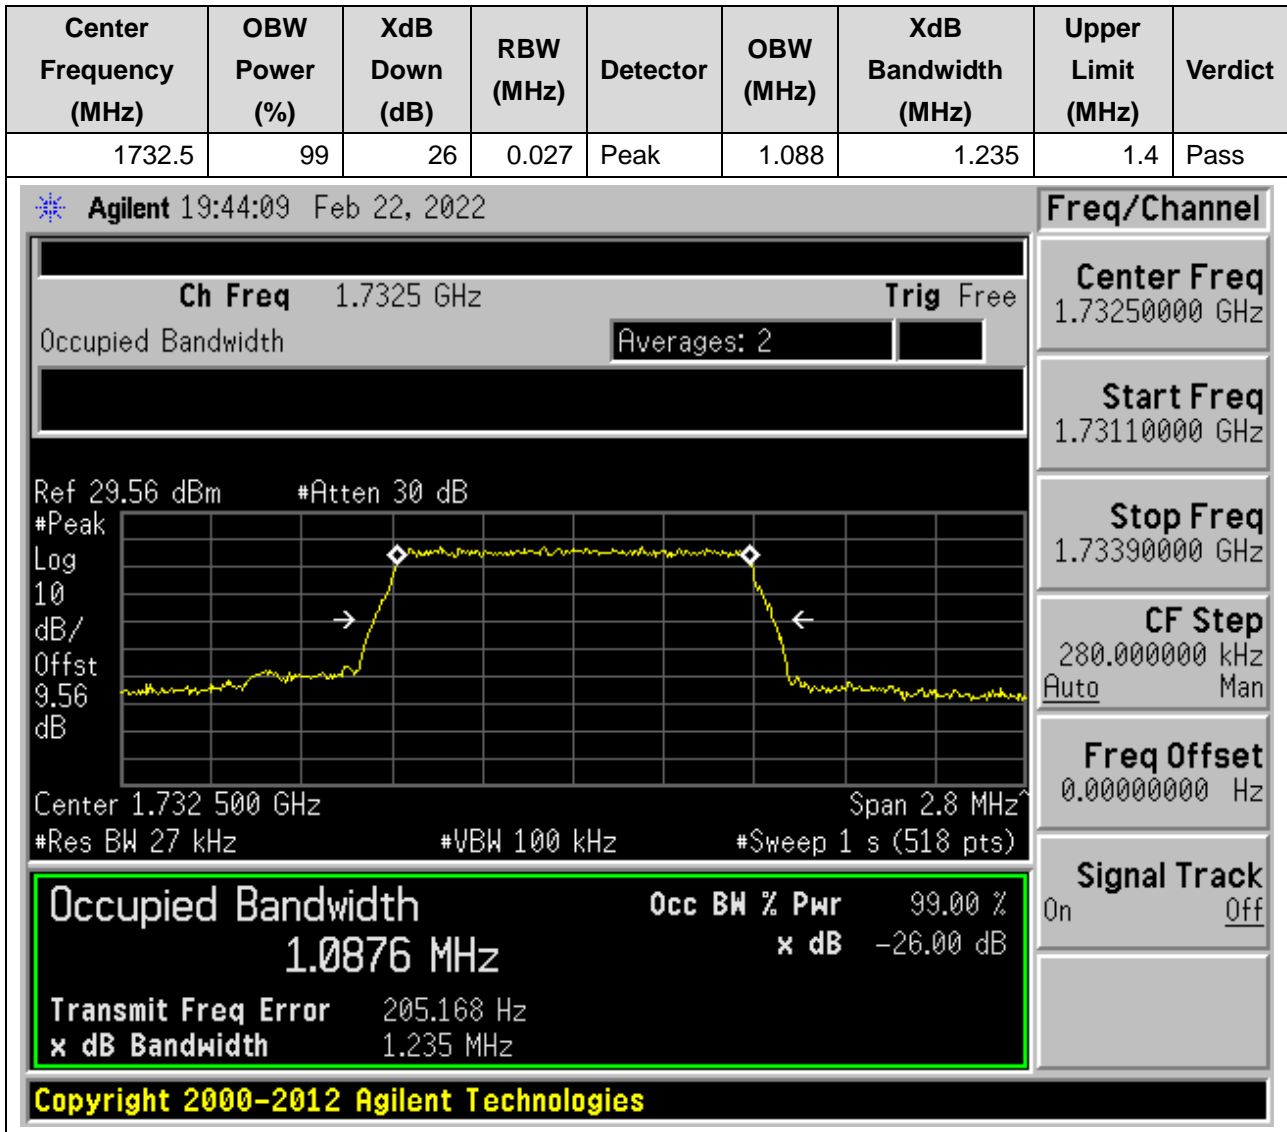 Center Frequency (MHz) OBW Power (%) XdB Down (dB) RBW (MHz) Detector OBW (MHz) XdB Bandwidth (MHz) Upper Limit (MHz) Verdict
1732.5 99 26 0.027 Peak 1.088 1.235 1.4 Pass
Agilent 19:44:09 Feb 22, 2022
Freq/Channel
Ch Freq 1.7325 GHz Trig Free
Occupied Bandwidth Averages: 2
Ref 29.56 dBm #Atten 30 dB
#Peak
Log
10
dB/
Offst
9.56
dB
Center 1.732 500 GHz Span 2.8 MHz^
#Res BW 27 kHz #VBW 100 kHz #Sweep 1 s (518 pts)
Occupied Bandwidth Occ BW % Pwr 99.00 %
1.0876 MHz x dB -26.00 dB
Transmit Freq Error 205.168 Hz
x dB Bandwidth 1.235 MHz
Center Freq
1.73250000 GHz
Start Freq
1.73110000 GHz
Stop Freq
1.73390000 GHz
CF Step
280.000000 kHz
Auto Man
Freq Offset
0.00000000 Hz
Signal Track
On Off
Copyright 2000-2012 Agilent Technologies